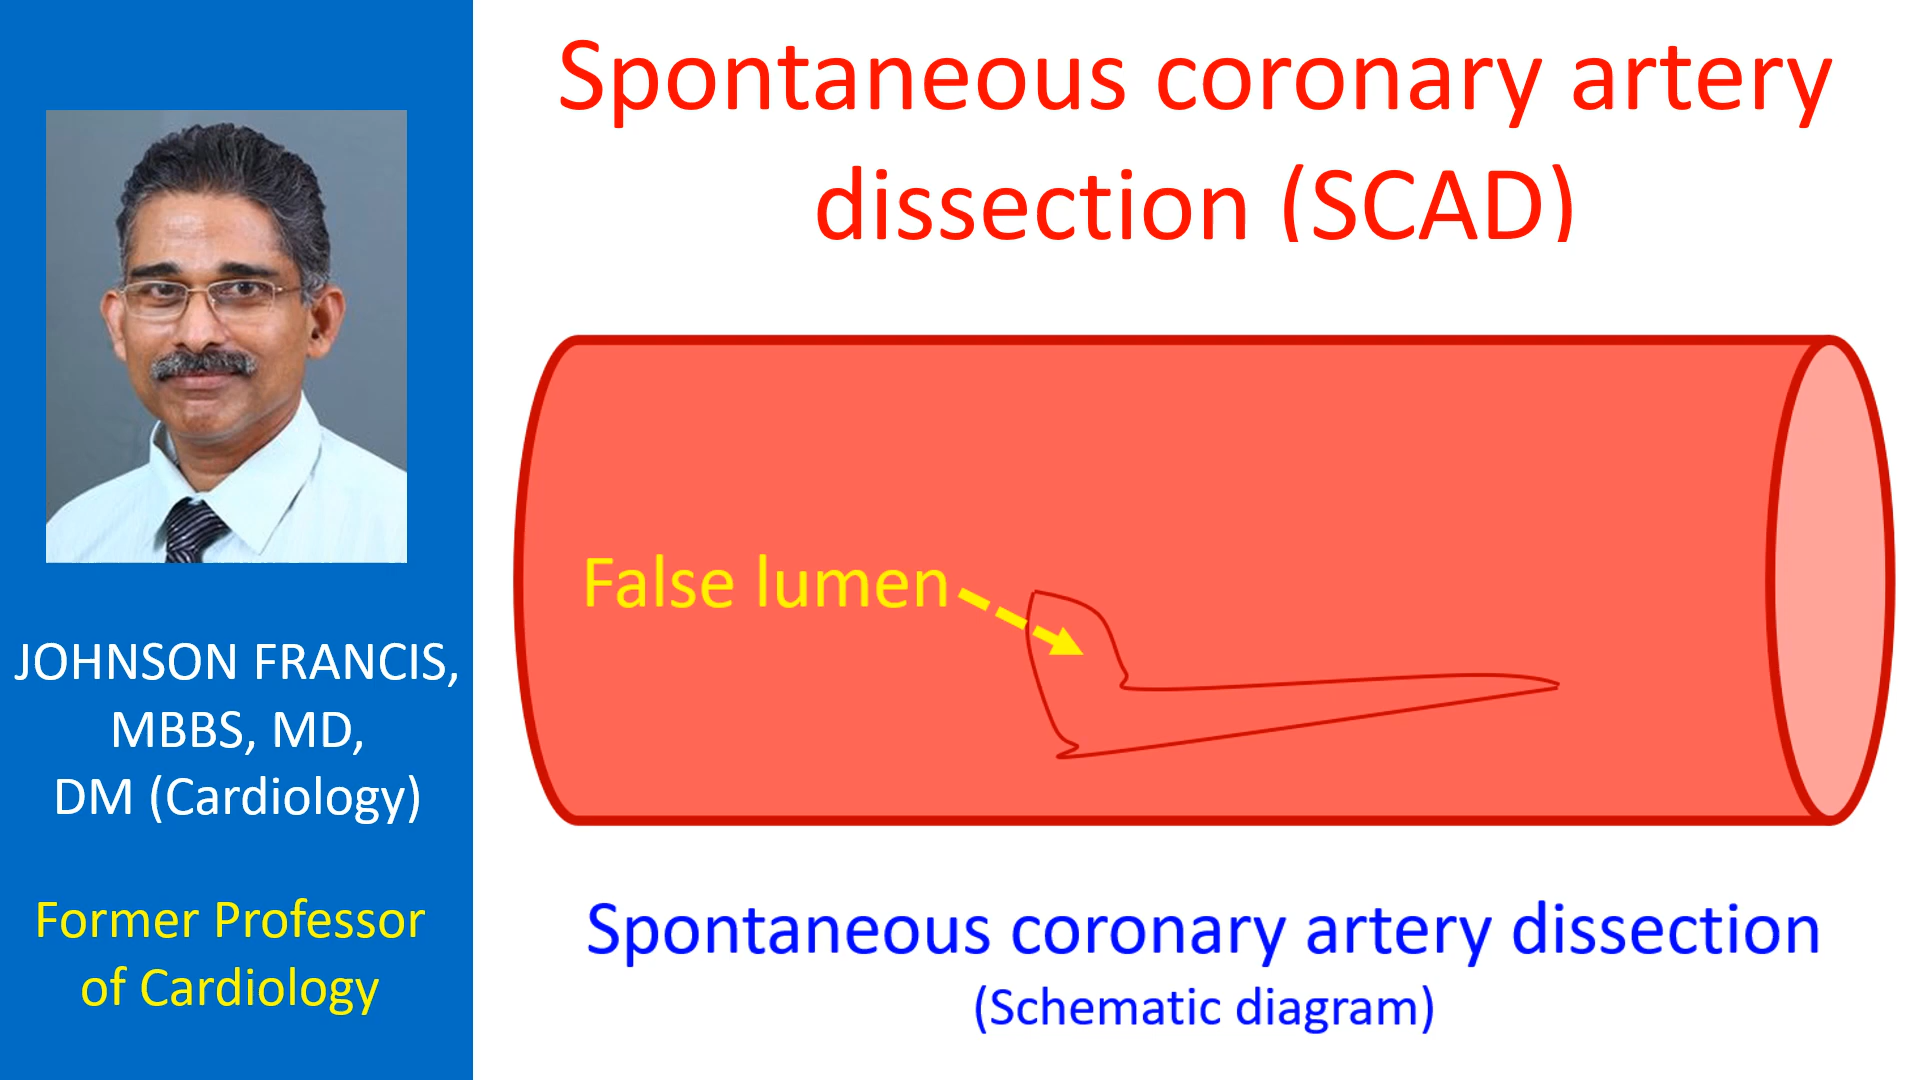 Spontaneous coronary artery
dissection (SCAD)
False lumen
Spontaneous coronary artery dissection
(Schematic diagram)
JOHNSON FRANCIS,
MBBS, MD,
DM (Cardiology)
Former Professor
of Cardiology